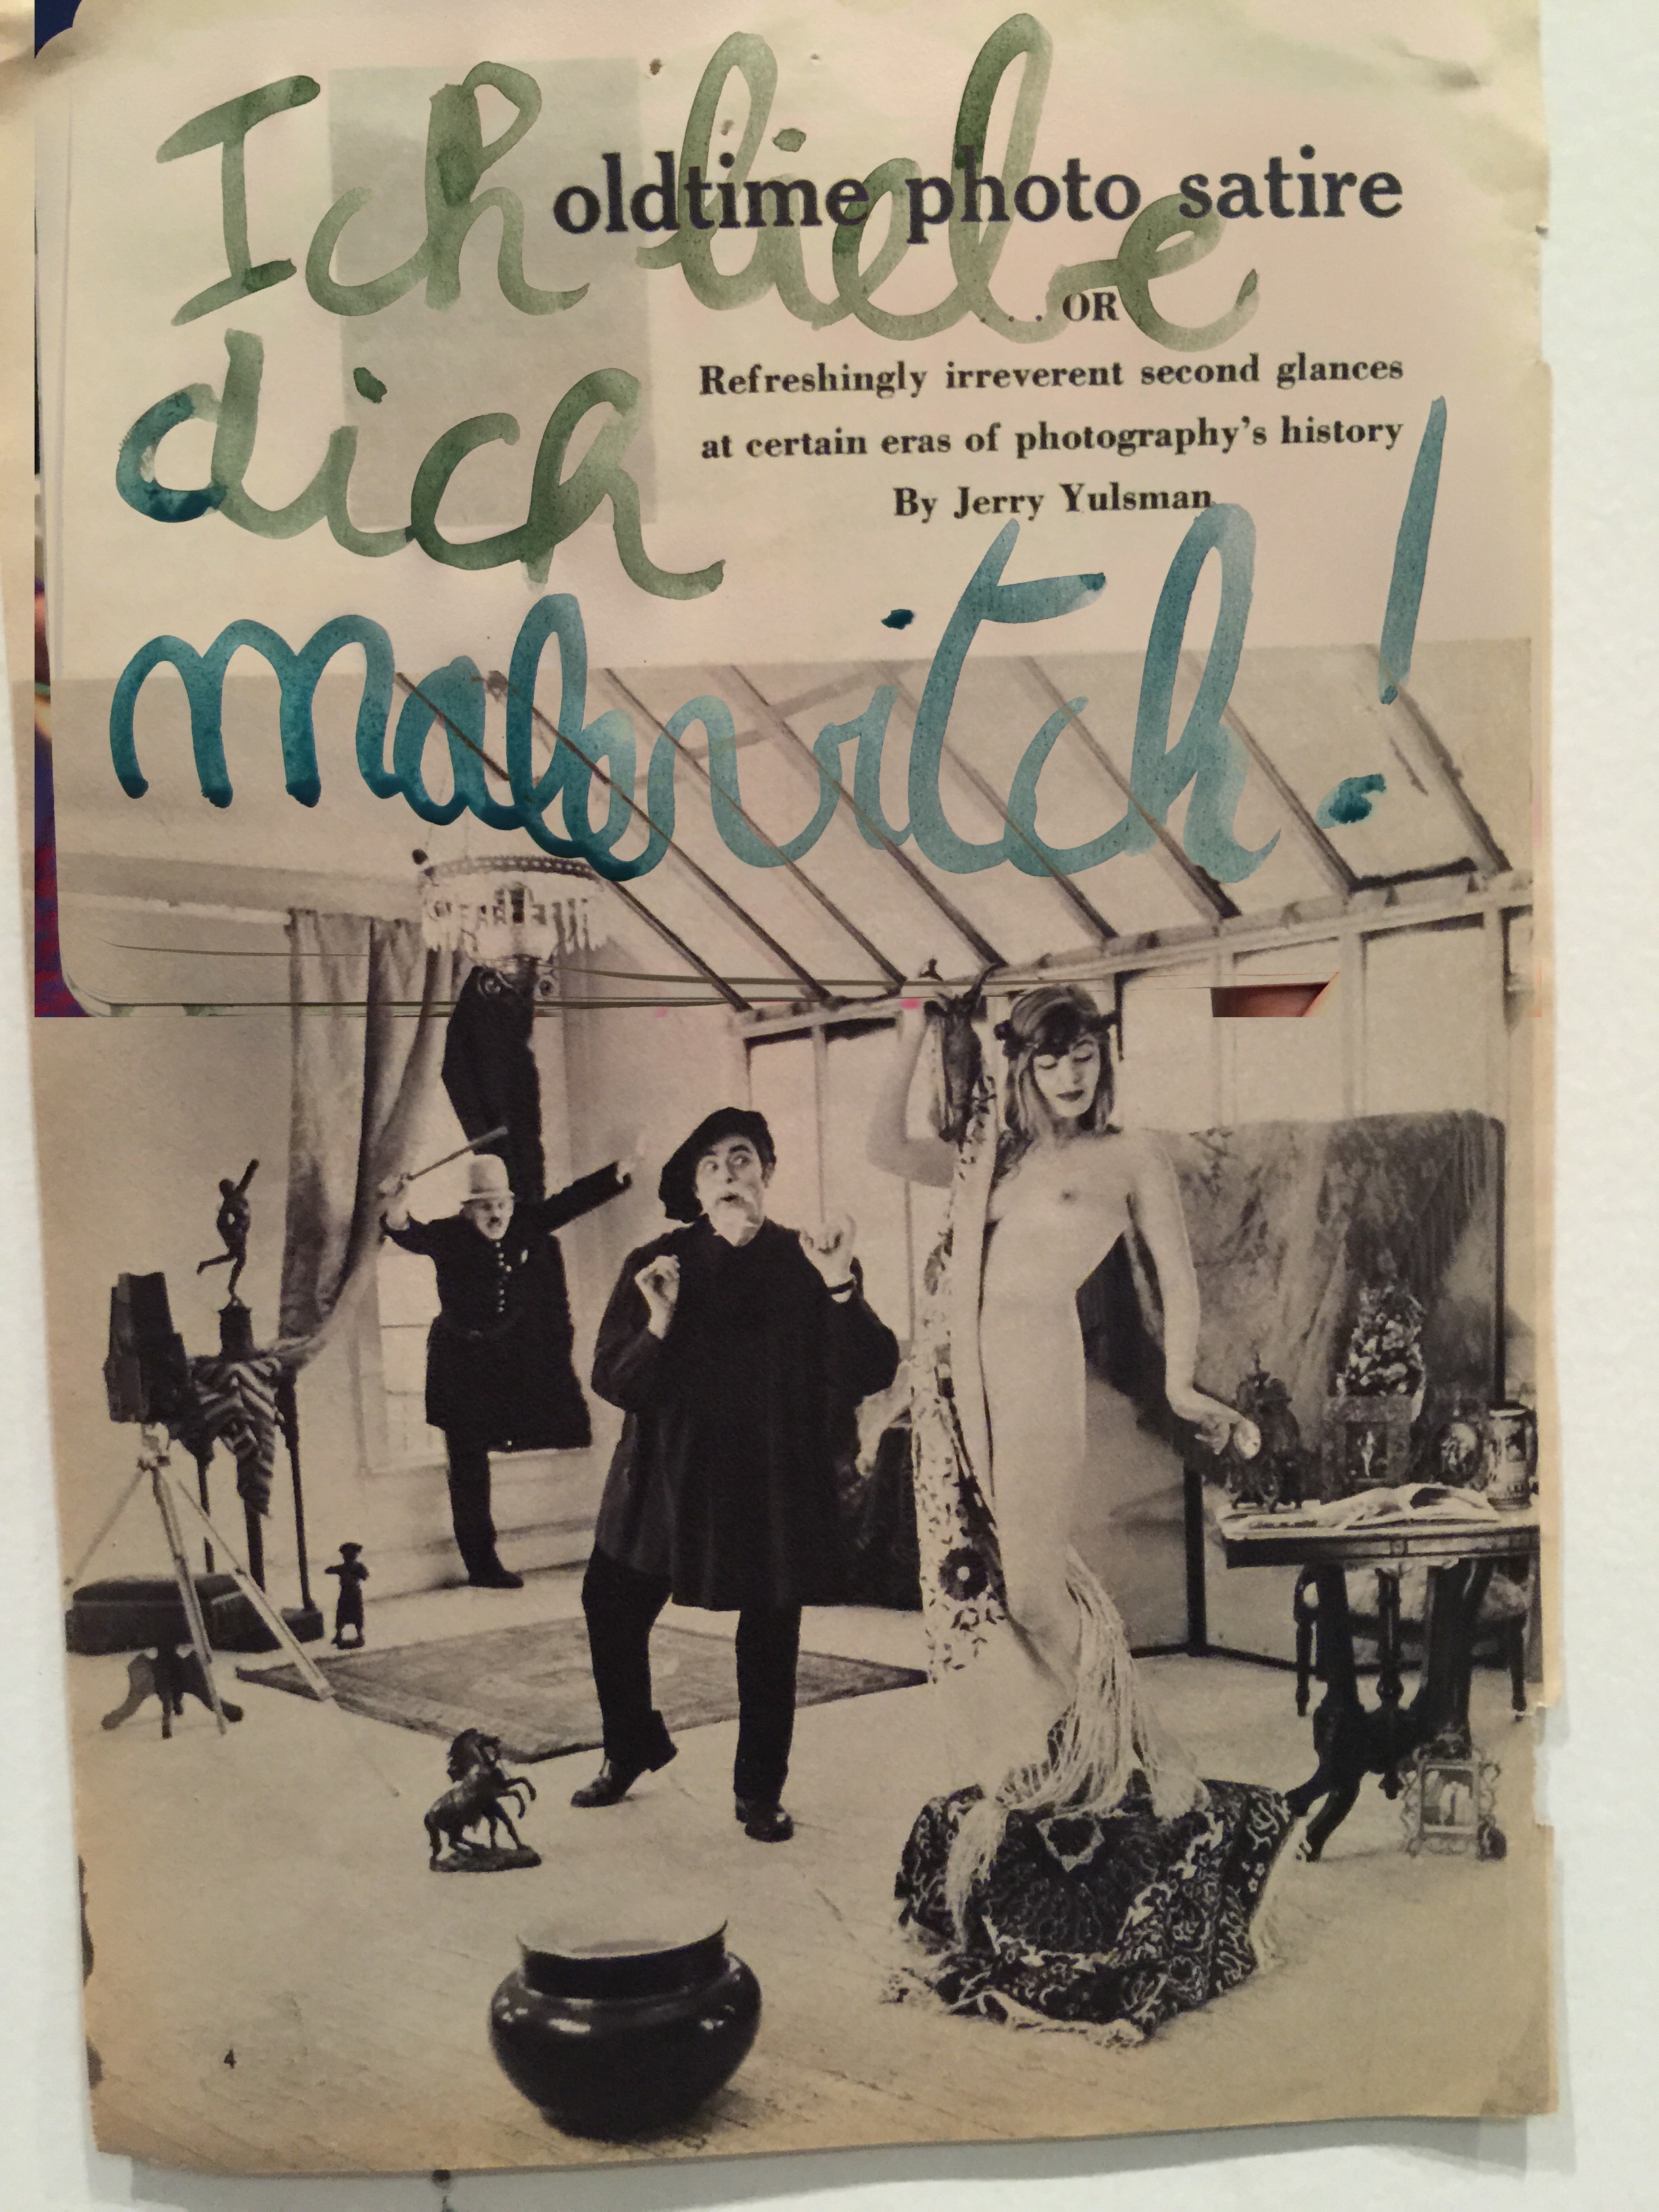 Ich liebe
dich
malevitch!
oldtime photo satire
. . . OR
Refreshingly irreverent second glances
at certain eras of photography's history
By Jerry Yulsman
4